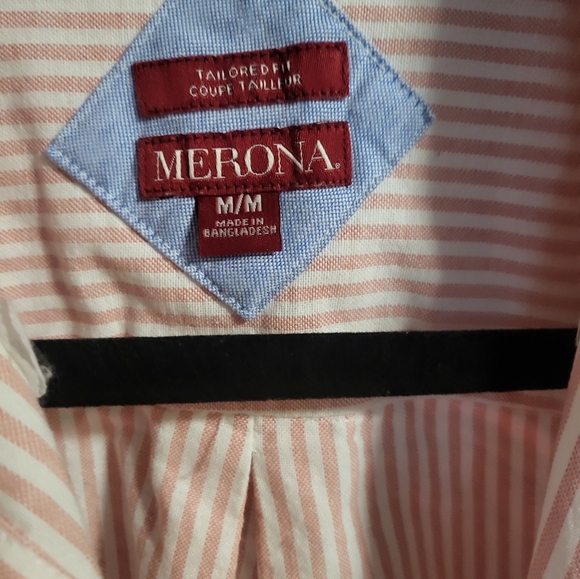 TAILORED FIT
COUPE TAILLEUR
MERONA®
M/M
MADE IN
BANGLADESH